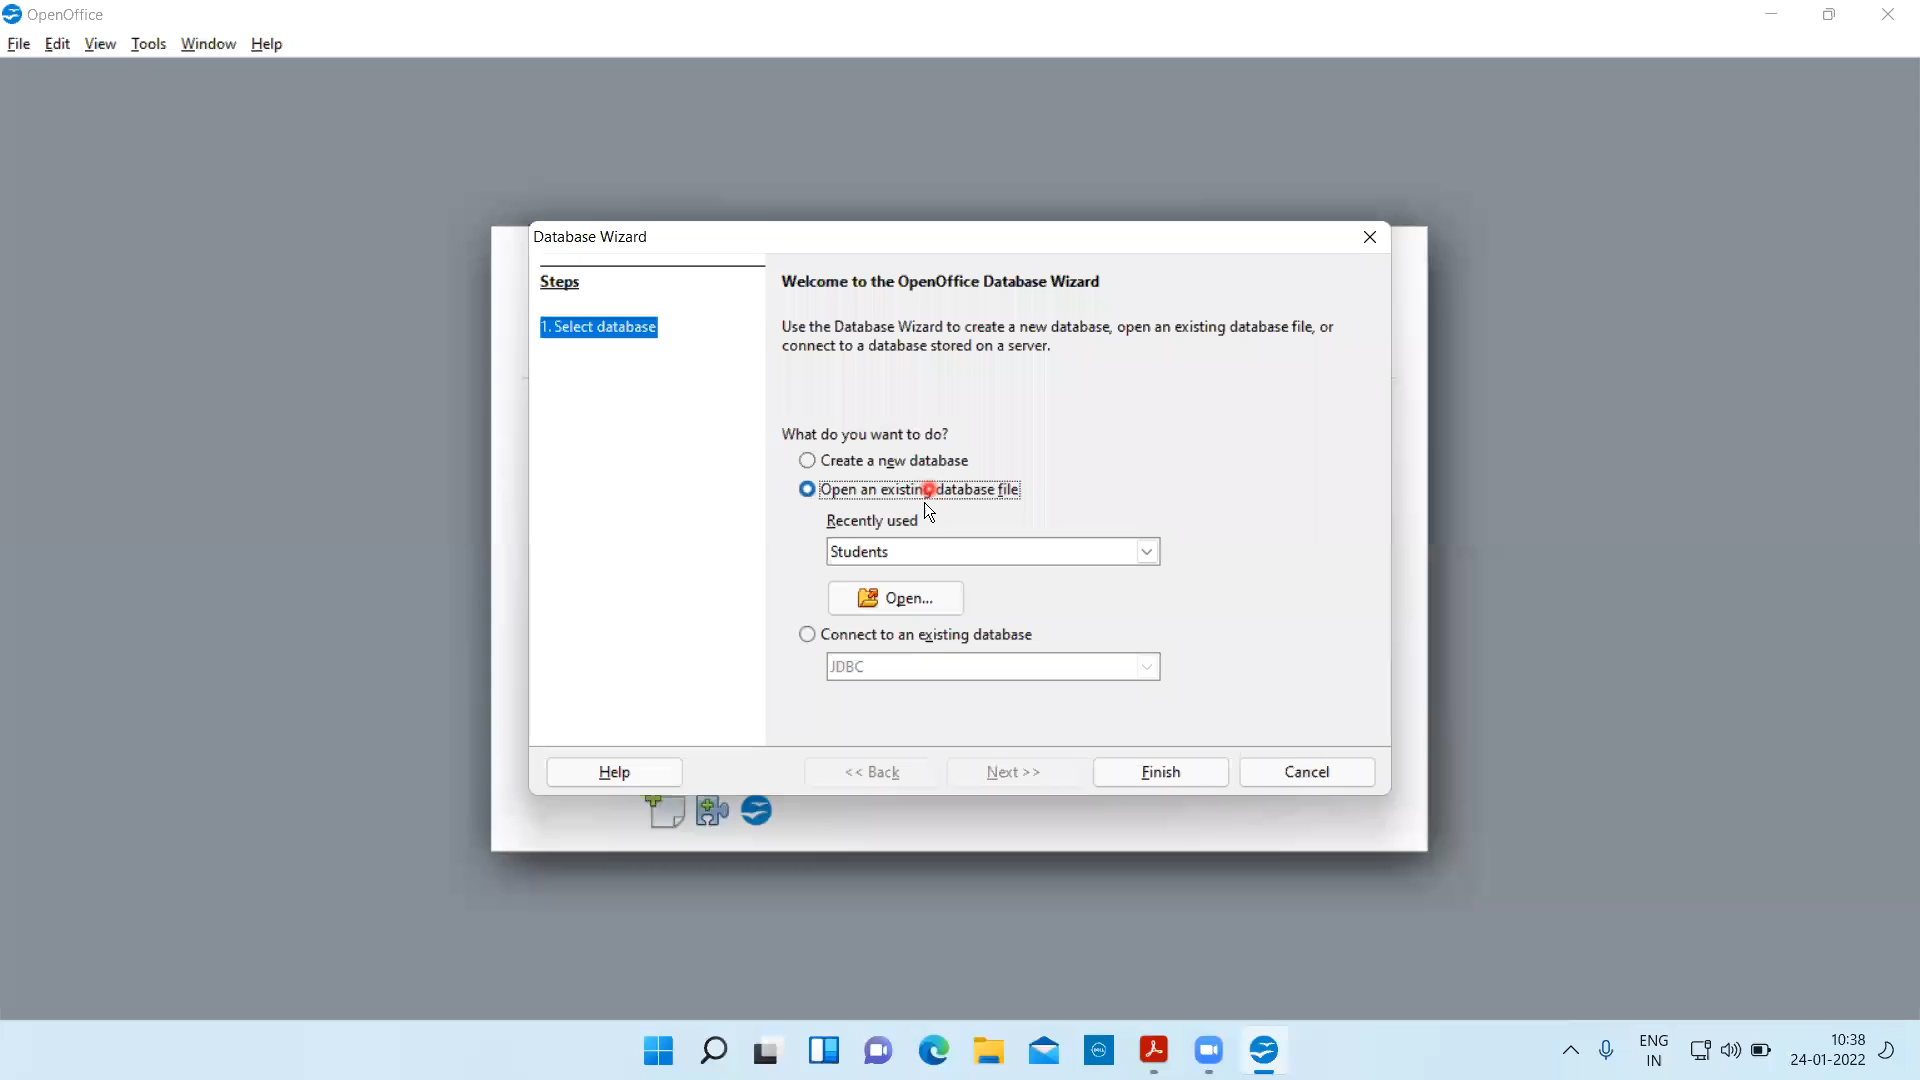 OpenOffice
File Edit View Tools Window Help
Database Wizard
Steps
1. Select database
Welcome to the OpenOffice Database Wizard
Use the Database Wizard to create a new database, open an existing database file, or
connect to a database stored on a server.
What do you want to do?
Create a new database
Open an existing database file
Recently used
Students
Open...
Connect to an existing database
JDBC
Help << Back Next >> Finish Cancel
ENG
IN
10:38
24-01-2022